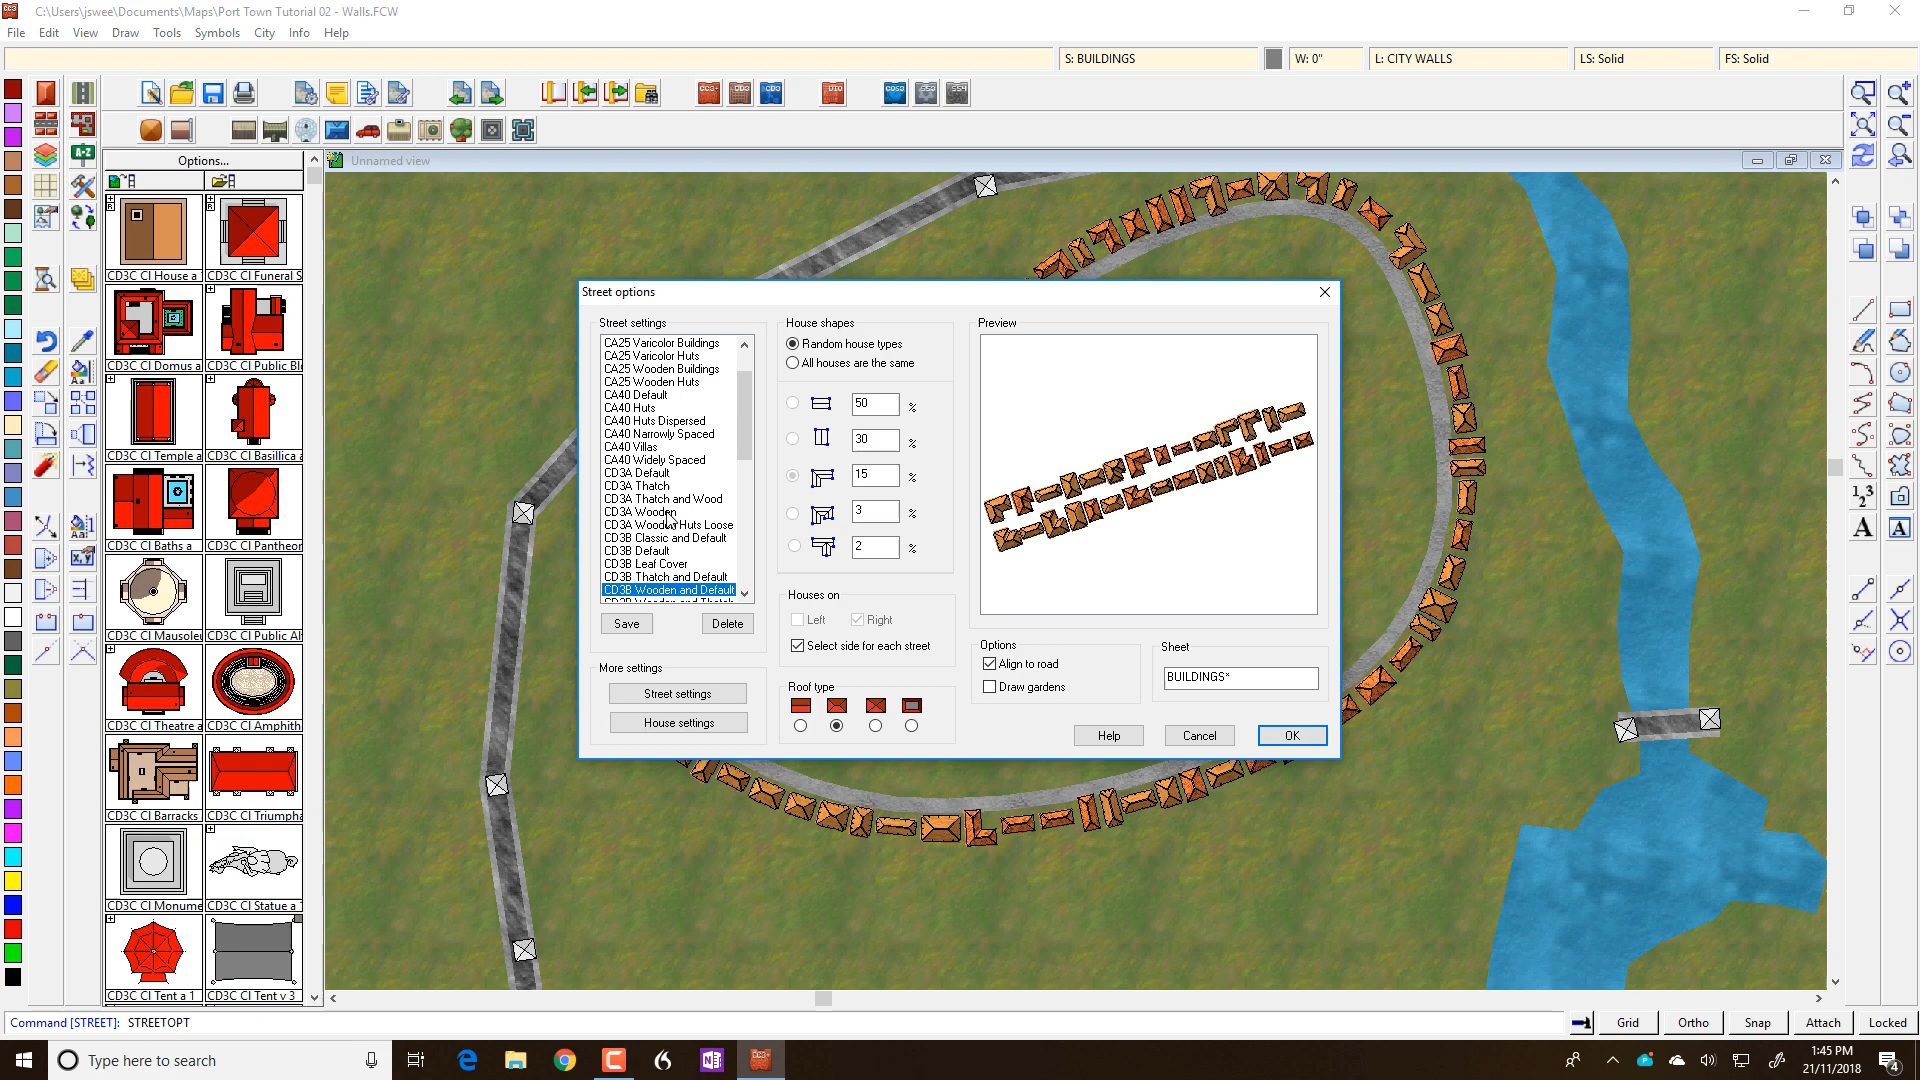 C:\Users\jswee\Documents\Maps\Port Town Tutorial 02 - Walls.FCW
File Edit View Draw Tools Symbols City Info Help
S: BUILDINGS
W: 0"
L: CITY WALLS
LS: Solid
FS: Solid
Options...
Unnamed view
CD3C CI House a
CD3C CI Funeral S
CD3C CI Domus a
CD3C CI Public Bl
CD3C CI Temple a
CD3C CI Basillica a
CD3C CI Baths a
CD3C CI Pantheon
CD3C CI Mausoleu
CD3C CI Public Al
CD3C CI Theatre a
CD3C CI Amphith
CD3C CI Barracks
CD3C CI Triumpha
CD3C CI Monume
CD3C CI Statue a
CD3C CI Tent a 1
CD3C CI Tent v 3
Street options
Street settings
CA25 Varicolor Buildings
CA25 Varicolor Huts
CA25 Wooden Buildings
CA25 Wooden Huts
CA40 Default
CA40 Huts
CA40 Huts Dispersed
CA40 Narrowly Spaced
CA40 Villas
CA40 Widely Spaced
CD3A Default
CD3A Thatch
CD3A Thatch and Wood
CD3A Wooden
CD3A Wooden Huts Loose
CD3B Classic and Default
CD3B Default
CD3B Leaf Cover
CD3B Thatch and Default
CD3B Wooden and Default
Save
Delete
More settings
Street settings
House settings
House shapes
Random house types
All houses are the same
50 %
30 %
15 %
3 %
2 %
Houses on
Left
Right
Select side for each street
Roof type
Preview
Options
Align to road
Draw gardens
Sheet
BUILDINGS*
Help
Cancel
OK
Command [STREET]: STREETOPT
Grid
Ortho
Snap
Attach
Locked
Type here to search
1:45 PM
21/11/2018
4